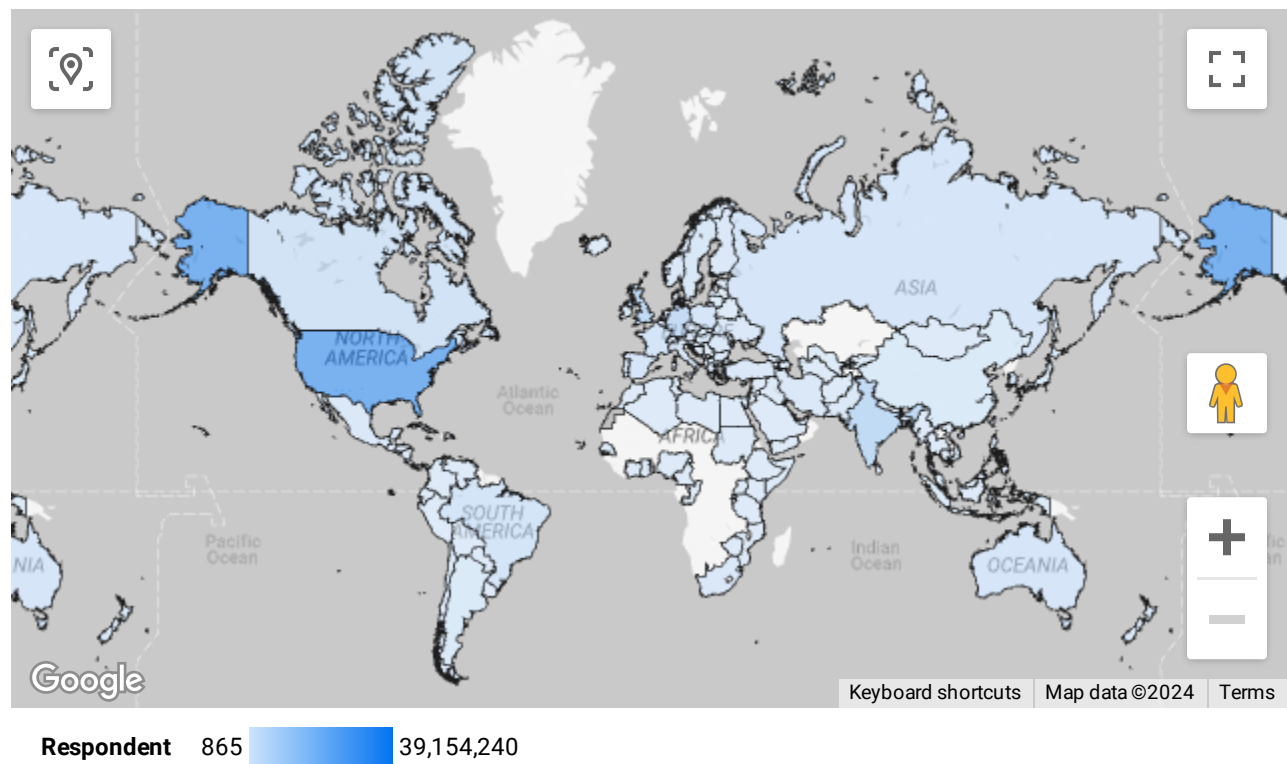 ASIA
NORTH
AMERICA
EUROPE
Atlantic
Ocean
AFRICA
SOUTH
AMERICA
Pacific
Ocean
Indian
Ocean
NIA
OCEANIA
Google
Keyboard shortcuts
Map data ©2024
Terms
Respondent 865 39,154,240